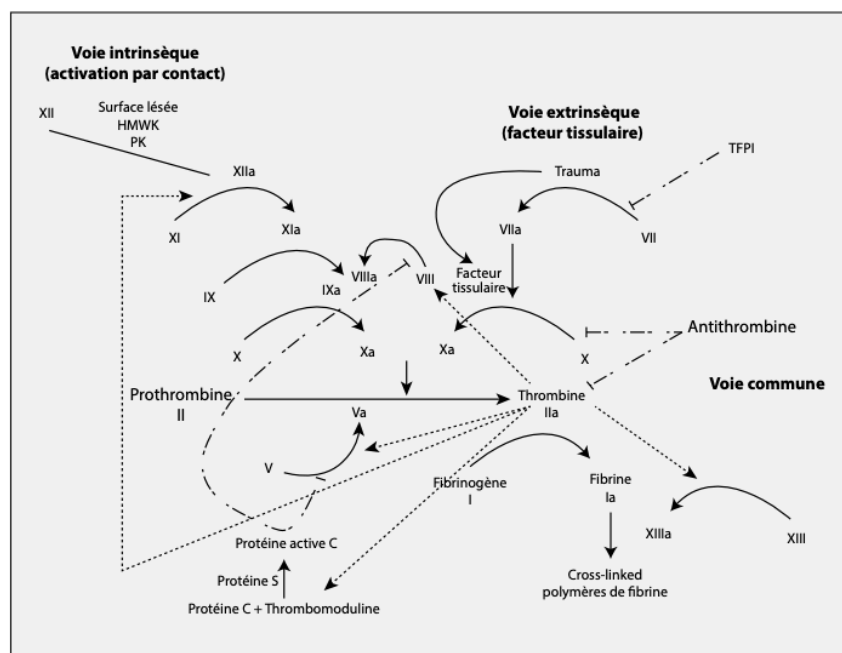 Voie intrinsèque
(activation par contact)
XII
Surface lésée
HMWK
PK
Voie extrinsèque
(facteur tissulaire)
TFPI
XIIa
Trauma
XI
XIa
VIIa
VII
IX
IXa
VIIIa
VIII
Facteur
tissulaire
X
Xa
Xa
X
Antithrombine
Prothrombine
II
Thrombine
IIa
Voie commune
Va
V
Fibrinogène
I
Fibrine
Ia
XIIIa
XIII
Protéine active C
Protéine S
Protéine C + Thrombomoduline
Cross-linked
polymères de fibrine